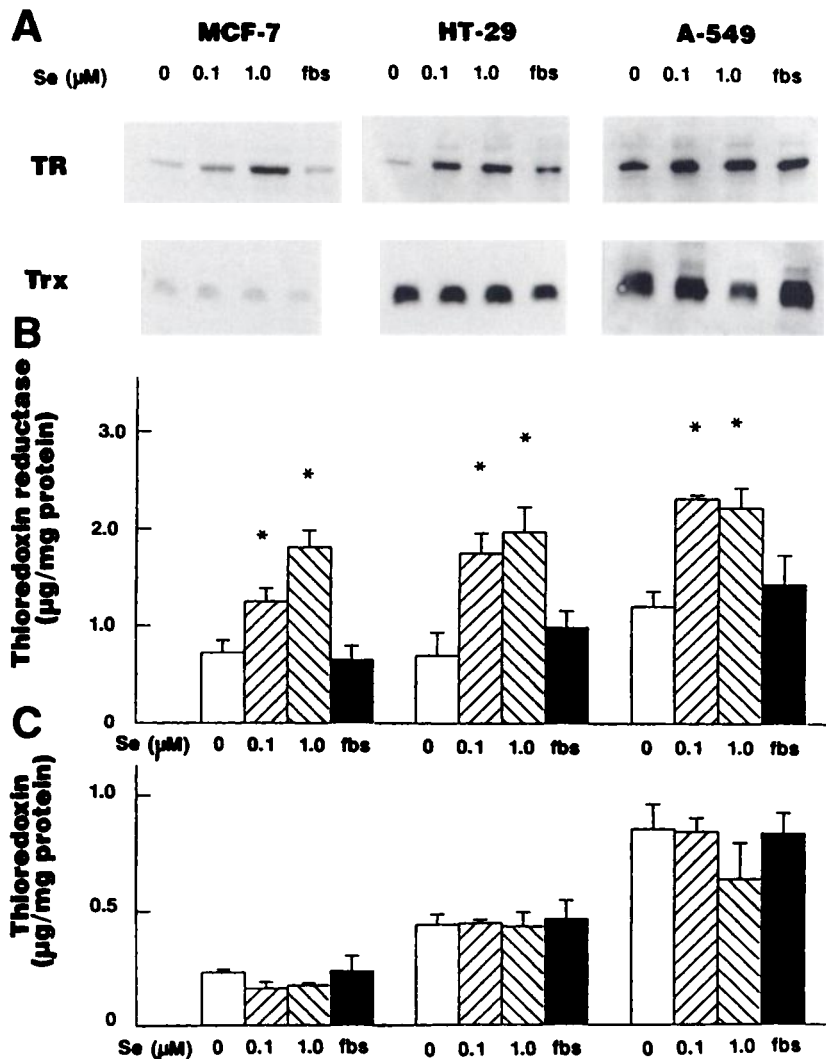 A
MCF-7 HT-29 A-549
Se (µM) 0 0.1 1.0 fbs 0 0.1 1.0 fbs 0 0.1 1.0 fbs
TR
Trx
B
Thioredoxin reductase
(µg/mg protein)
3.0
* * * * * *
2.0
1.0
0
Se (µM) 0 0.1 1.0 fbs 0 0.1 1.0 fbs 0 0.1 1.0 fbs
C
Thioredoxin
(µg/mg protein)
1.0
0.5
0
Se (µM) 0 0.1 1.0 fbs 0 0.1 1.0 fbs 0 0.1 1.0 fbs